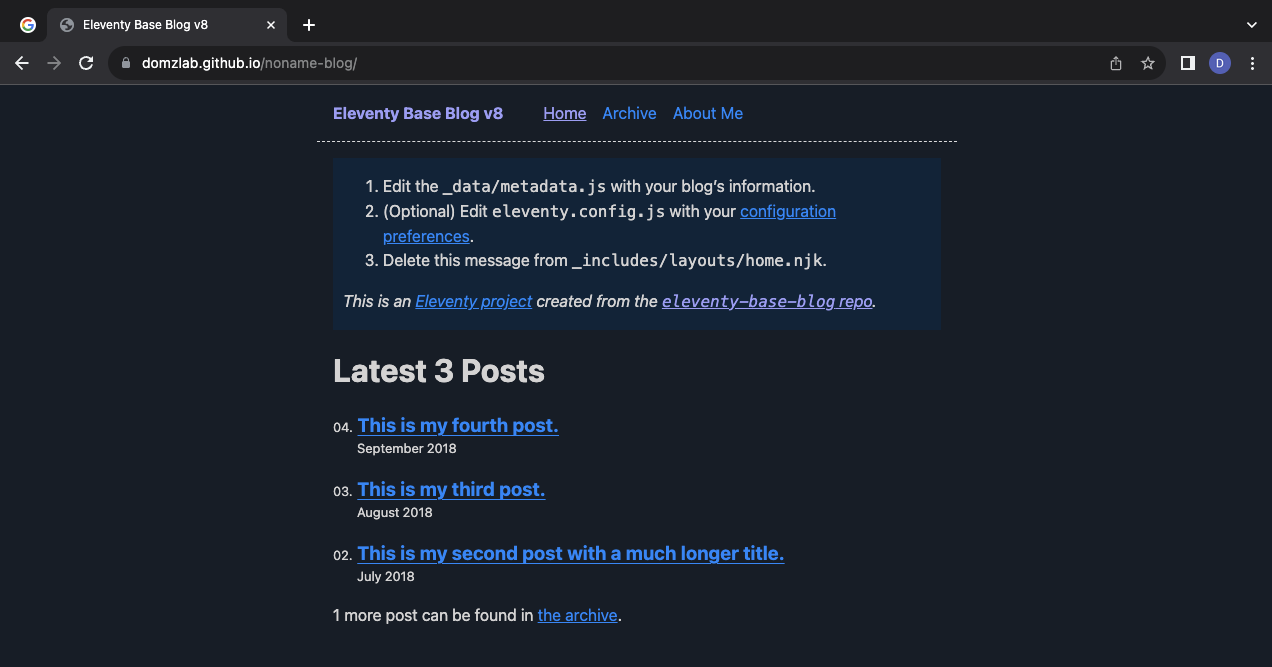 Eleventy Base Blog v8
domzlab.github.io/noname-blog/
D
Eleventy Base Blog v8 Home Archive About Me
1. Edit the _data/metadata.js with your blog’s information.
2. (Optional) Edit eleventy.config.js with your configuration
preferences.
3. Delete this message from _includes/layouts/home.njk.
This is an Eleventy project created from the eleventy-base-blog repo.
Latest 3 Posts
04. This is my fourth post.
September 2018
03. This is my third post.
August 2018
02. This is my second post with a much longer title.
July 2018
1 more post can be found in the archive.